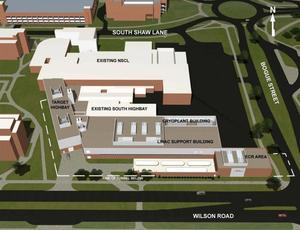 N
SOUTH SHAW LANE
EXISTING NSCL
BOGUE STREET
TARGET
HIGHBAY
EXISTING SOUTH HIGHBAY
CRYOPLANT BUILDING
LINAC SUPPORT BUILDING
ECR AREA
WILSON ROAD